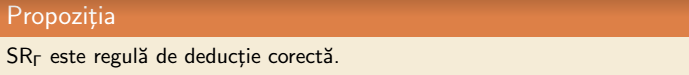 Propoziția
SR_Γ este regulă de deducție corectă.